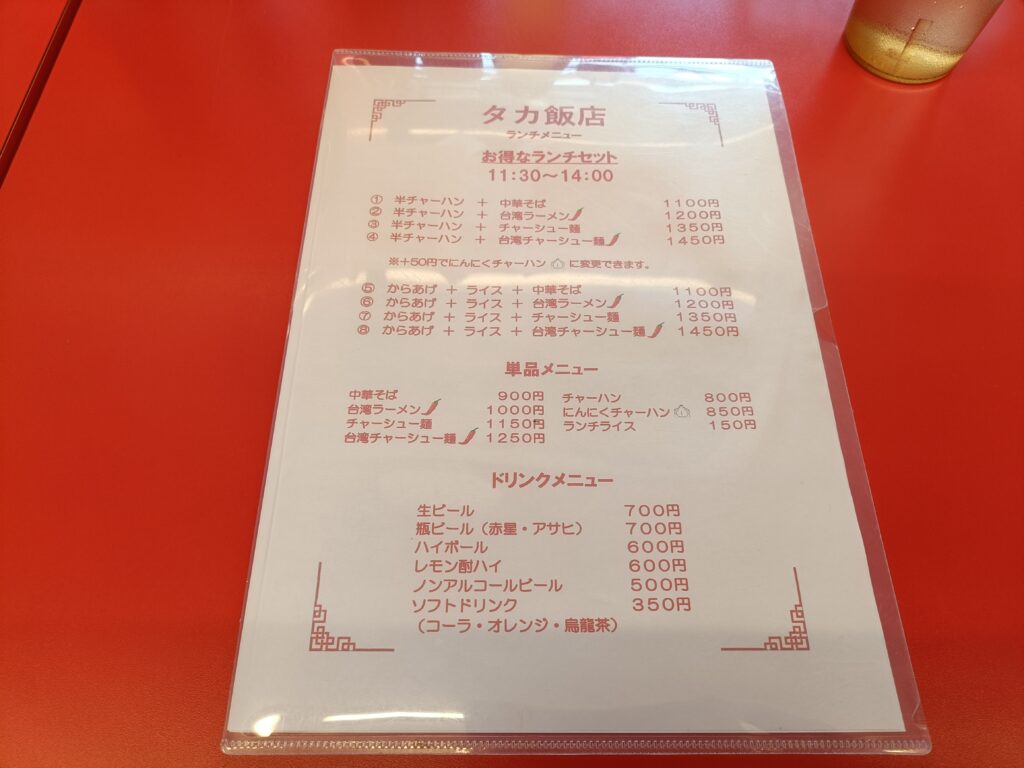 タカ飯店
ランチメニュー
お得なランチセット
11:30～14:00
① 半チャーハン ＋ 中華そば 1100円
② 半チャーハン ＋ 台湾ラーメン 1200円
③ 半チャーハン ＋ チャーシュー麺 1350円
④ 半チャーハン ＋ 台湾チャーシュー麺 1450円
※＋50円でにんにくチャーハン に変更できます。
⑤ からあげ ＋ ライス ＋ 中華そば 1100円
⑥ からあげ ＋ ライス ＋ 台湾ラーメン 1200円
⑦ からあげ ＋ ライス ＋ チャーシュー麺 1350円
⑧ からあげ ＋ ライス ＋ 台湾チャーシュー麺 1450円
単品メニュー
中華そば 900円 チャーハン 800円
台湾ラーメン 1000円 にんにくチャーハン 850円
チャーシュー麺 1150円 ランチライス 150円
台湾チャーシュー麺 1250円
ドリンクメニュー
生ビール 700円
瓶ビール（赤星・アサヒ） 700円
ハイボール 600円
レモン酎ハイ 600円
ノンアルコールビール 500円
ソフトドリンク 350円
（コーラ・オレンジ・烏龍茶）